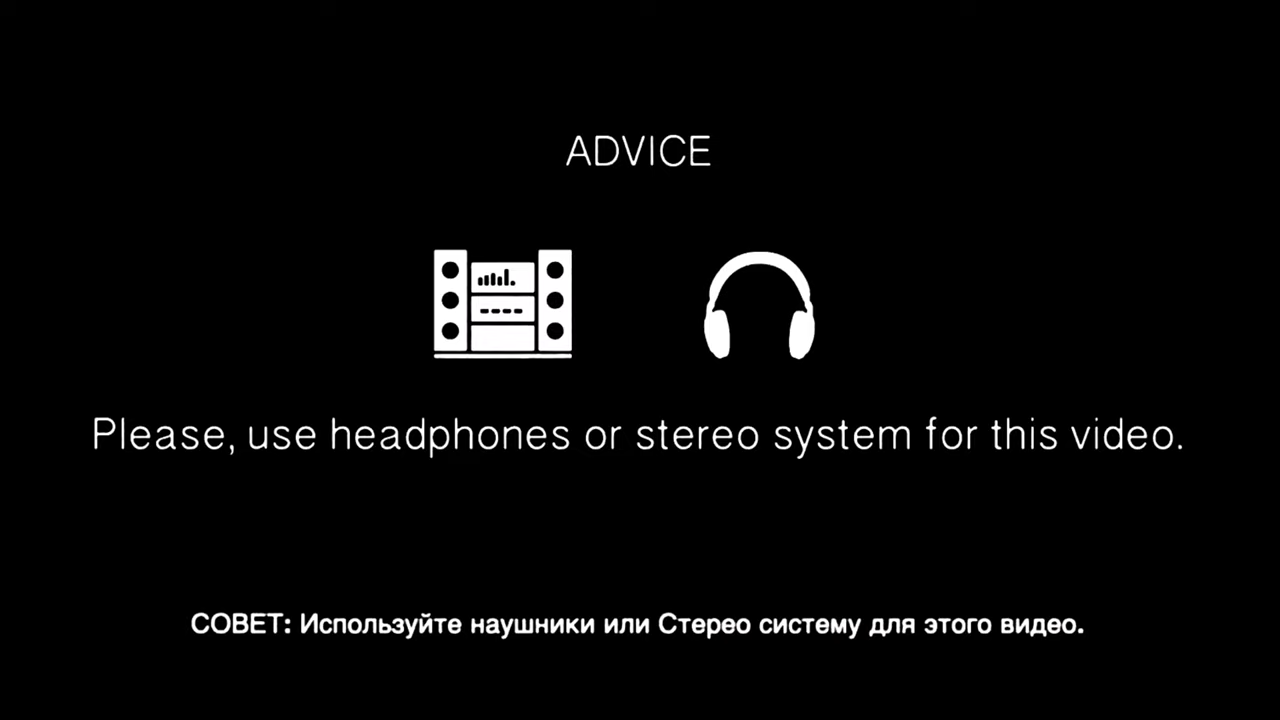 ADVICE
Please, use headphones or stereo system for this video.
СОВЕТ: Используйте наушники или Стерео систему для этого видео.